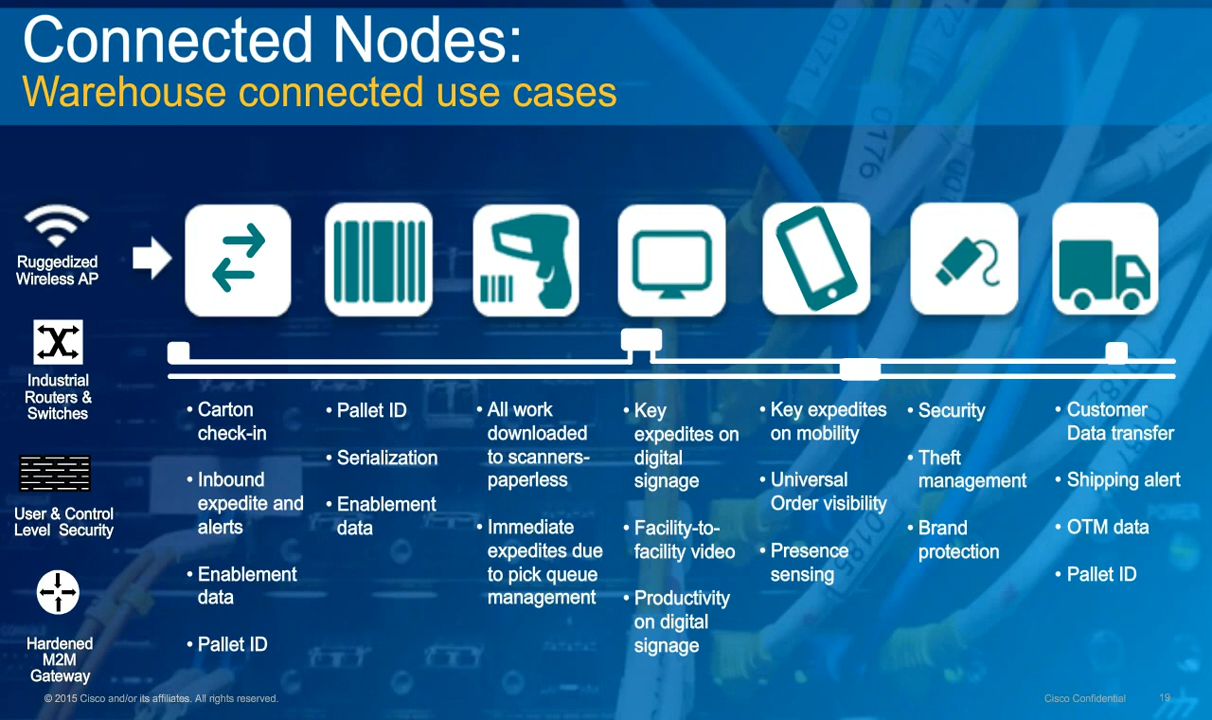 Connected Nodes:
Warehouse connected use cases
Ruggedized
Wireless AP
Industrial
Routers &
Switches
User & Control
Level Security
Hardened
M2M
Gateway
• Carton
check-in
• Inbound
expedite and
alerts
• Enablement
data
• Pallet ID
• Pallet ID
• Serialization
• Enablement
data
• All work
downloaded
to scanners-
paperless
• Immediate
expedites due
to pick queue
management
• Key
expedites on
digital
signage
• Facility-to-
facility video
• Productivity
on digital
signage
• Key expedites
on mobility
• Universal
Order visibility
• Presence
sensing
• Security
• Theft
management
• Brand
protection
• Customer
Data transfer
• Shipping alert
• OTM data
• Pallet ID
© 2015 Cisco and/or its affiliates. All rights reserved.
Cisco Confidential
19
0171
0176